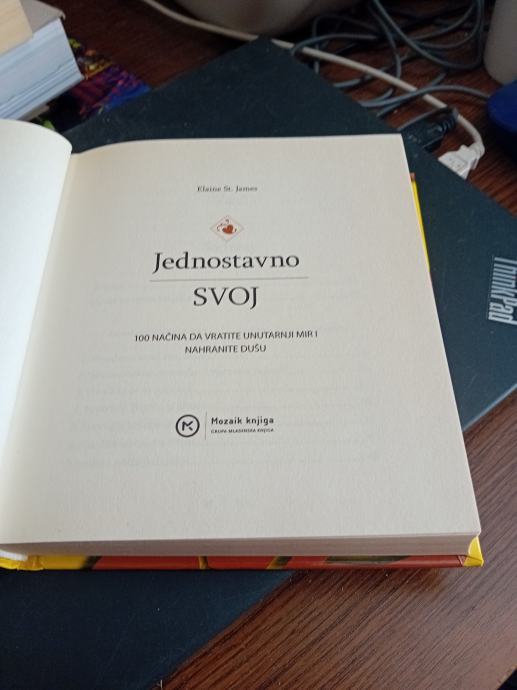 Elaine St. James
Jednostavno
SVOJ
100 NAČINA DA VRATITE UNUTARNJI MIR I
NAHRANITE DUŠU
Mozaik knjiga
GRUPA MLADINSKA KNJIGA
ThinkPad